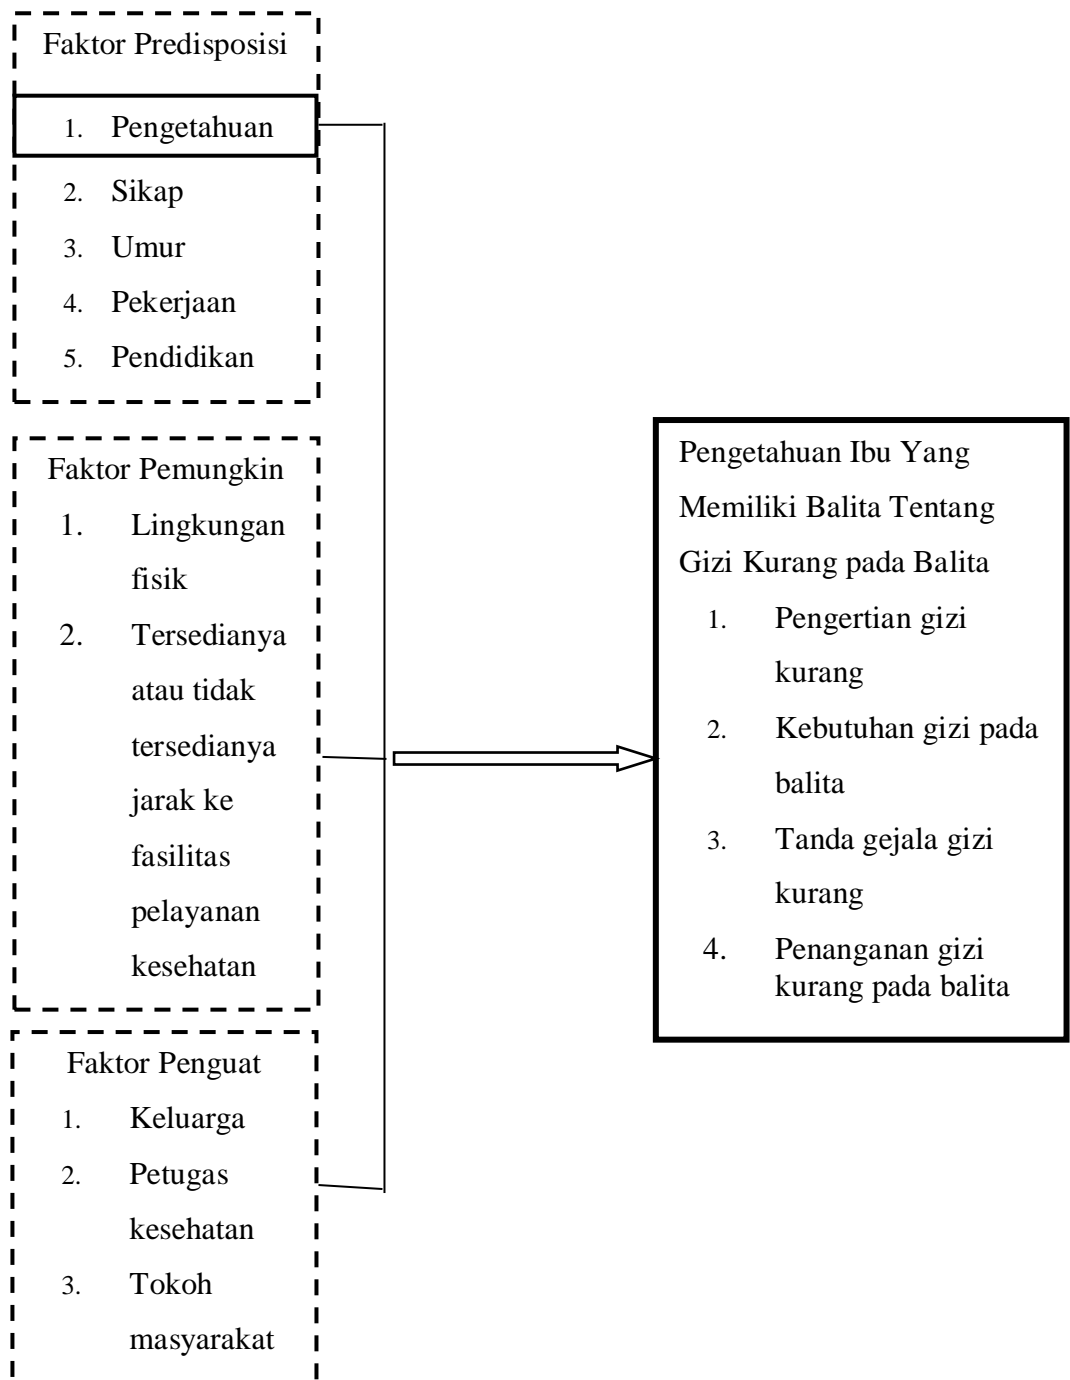 Faktor Predisposisi
1. Pengetahuan
2. Sikap
3. Umur
4. Pekerjaan
5. Pendidikan
Faktor Pemungkin
1. Lingkungan
fisik
2. Tersedianya
atau tidak
tersedianya
jarak ke
fasilitas
pelayanan
kesehatan
Faktor Penguat
1. Keluarga
2. Petugas
kesehatan
3. Tokoh
masyarakat
Pengetahuan Ibu Yang
Memiliki Balita Tentang
Gizi Kurang pada Balita
1. Pengertian gizi
kurang
2. Kebutuhan gizi pada
balita
3. Tanda gejala gizi
kurang
4. Penanganan gizi
kurang pada balita